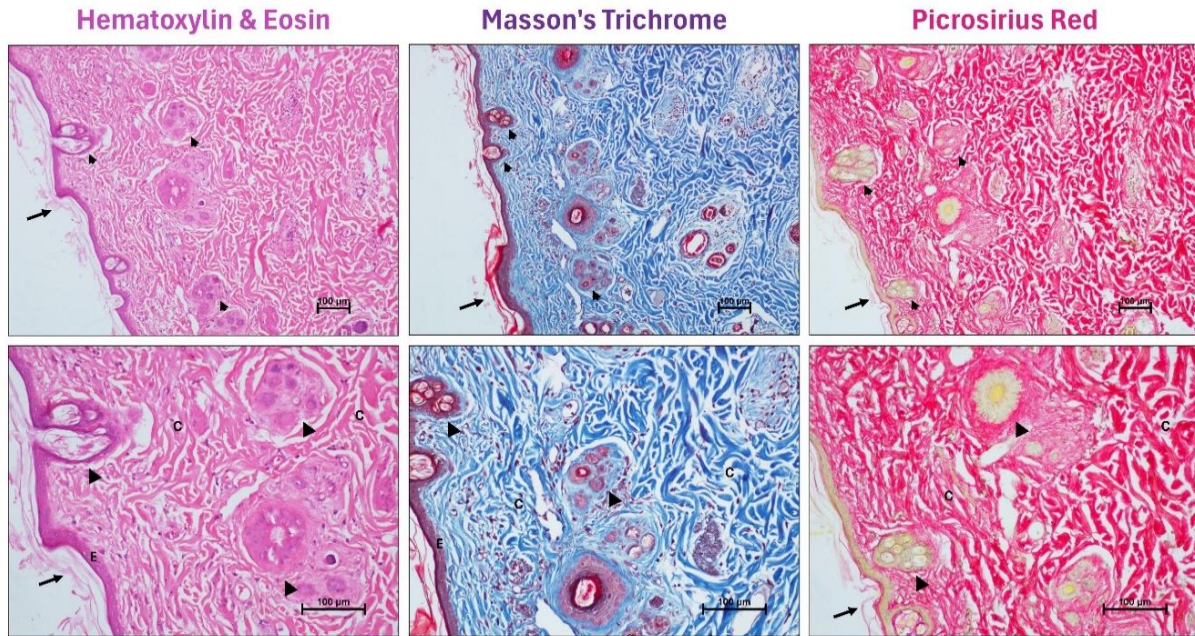 Hematoxylin & Eosin
Masson's Trichrome
Picrosirius Red
100 µm
100 µm
100 µm
C
C
E
100 µm
C
C
E
100 µm
C
C
100 µm